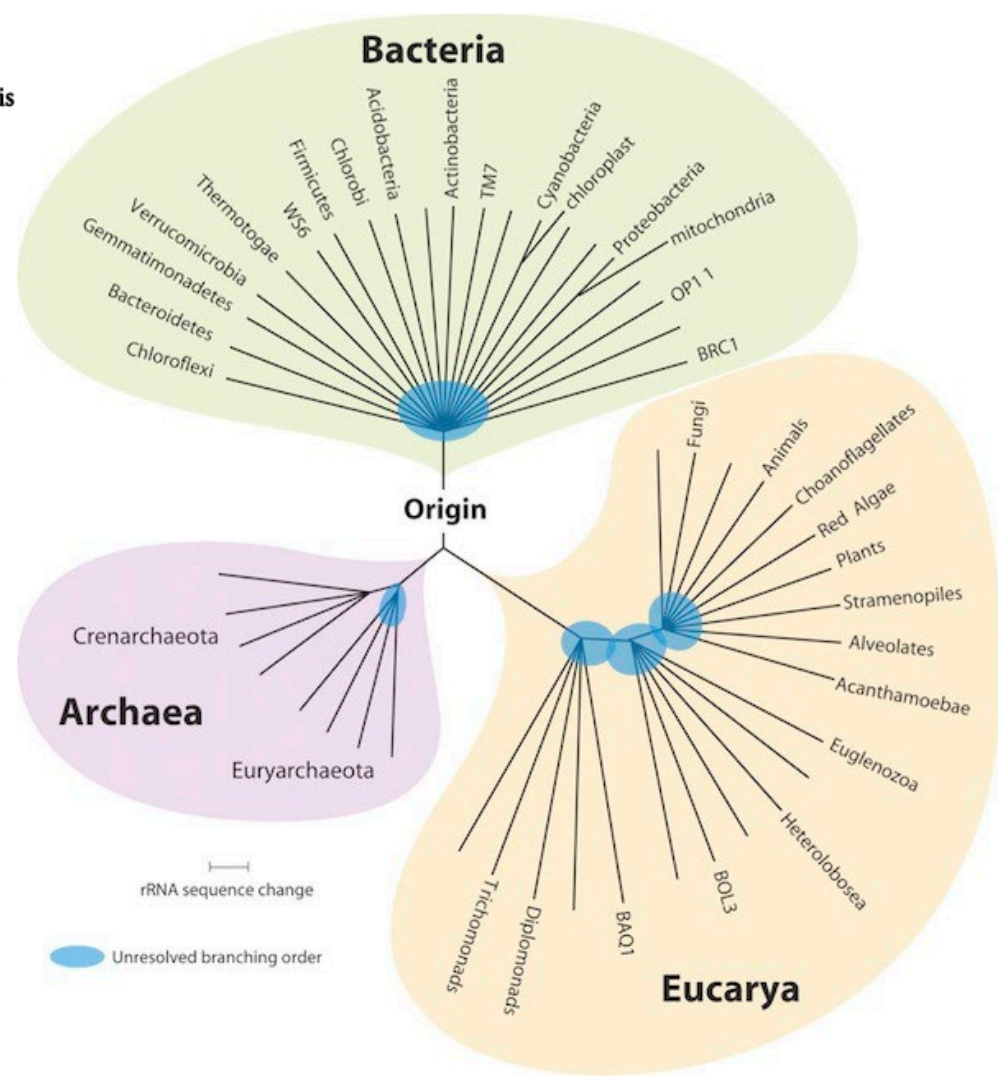 Bacteria
is
Acidobacteria
Actinobacteria
Cyanobacteria
chloroplast
Firmicutes
Chlorobi
TM7
Proteobacteria
Thermotogae
WS6
mitochondria
Verrucomicrobia
Gemmatimonadetes
OP1 1
Bacteroidetes
BRC1
Chloroflexi
Origin
Fungi
Animals
Choanoflagellates
Red Algae
Plants
Stramenopiles
Alveolates
Acanthamoebae
Euglenozoa
Heterolobosea
BOL3
BAQ1
Diplomonads
Trichomonads
Eucarya
Crenarchaeota
Archaea
Euryarchaeota
rRNA sequence change
Unresolved branching order